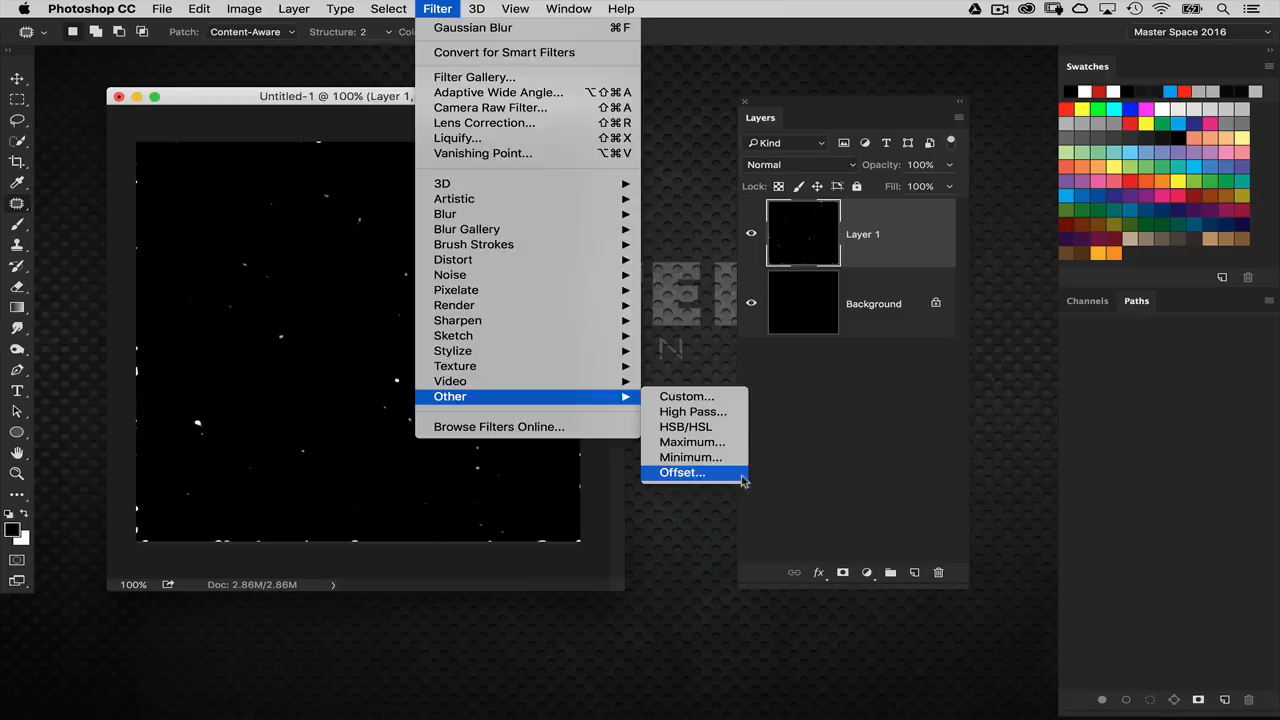 Photoshop CC File Edit Image Layer Type Select Filter 3D View Window Help
Patch: Content-Aware Structure: 2
Master Space 2016
Gaussian Blur ⌘F
Convert for Smart Filters
Filter Gallery...
Adaptive Wide Angle... ⌥⇧⌘A
Camera Raw Filter... ⇧⌘A
Lens Correction... ⇧⌘R
Liquify... ⇧⌘X
Vanishing Point... ⌥⌘V
3D
Artistic
Blur
Blur Gallery
Brush Strokes
Distort
Noise
Pixelate
Render
Sharpen
Sketch
Stylize
Texture
Video
Other
Browse Filters Online...
Custom...
High Pass...
HSB/HSL
Maximum...
Minimum...
Offset...
Untitled-1 @ 100% (Layer 1,
100% Doc: 2.86M/2.86M
Layers
Kind
Normal Opacity: 100%
Lock: Fill: 100%
Layer 1
Background
fx
Swatches
Channels Paths